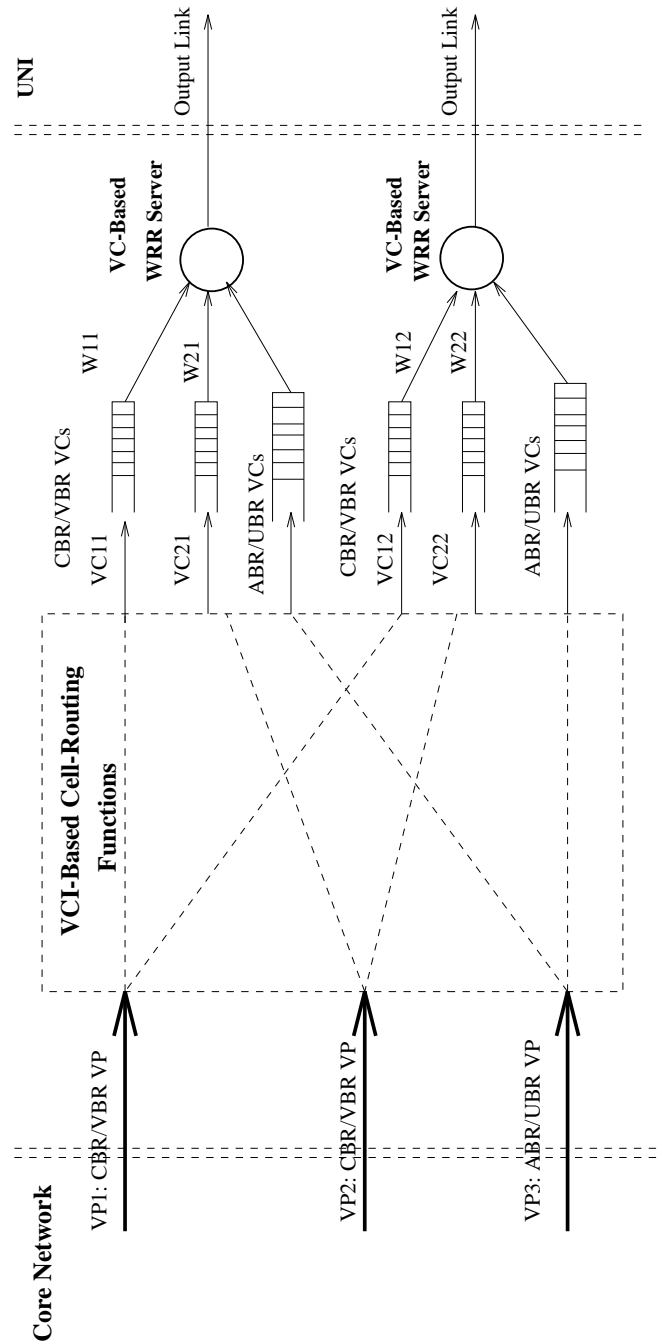 Core Network
UNI
VP1: CBR/VBR VP
VP2: CBR/VBR VP
VP3: ABR/UBR VP
VCI-Based Cell-Routing
Functions
CBR/VBR VCs
VC11
W11
VC21
W21
ABR/UBR VCs
VC-Based
WRR Server
Output Link
CBR/VBR VCs
VC12
W12
VC22
W22
ABR/UBR VCs
VC-Based
WRR Server
Output Link